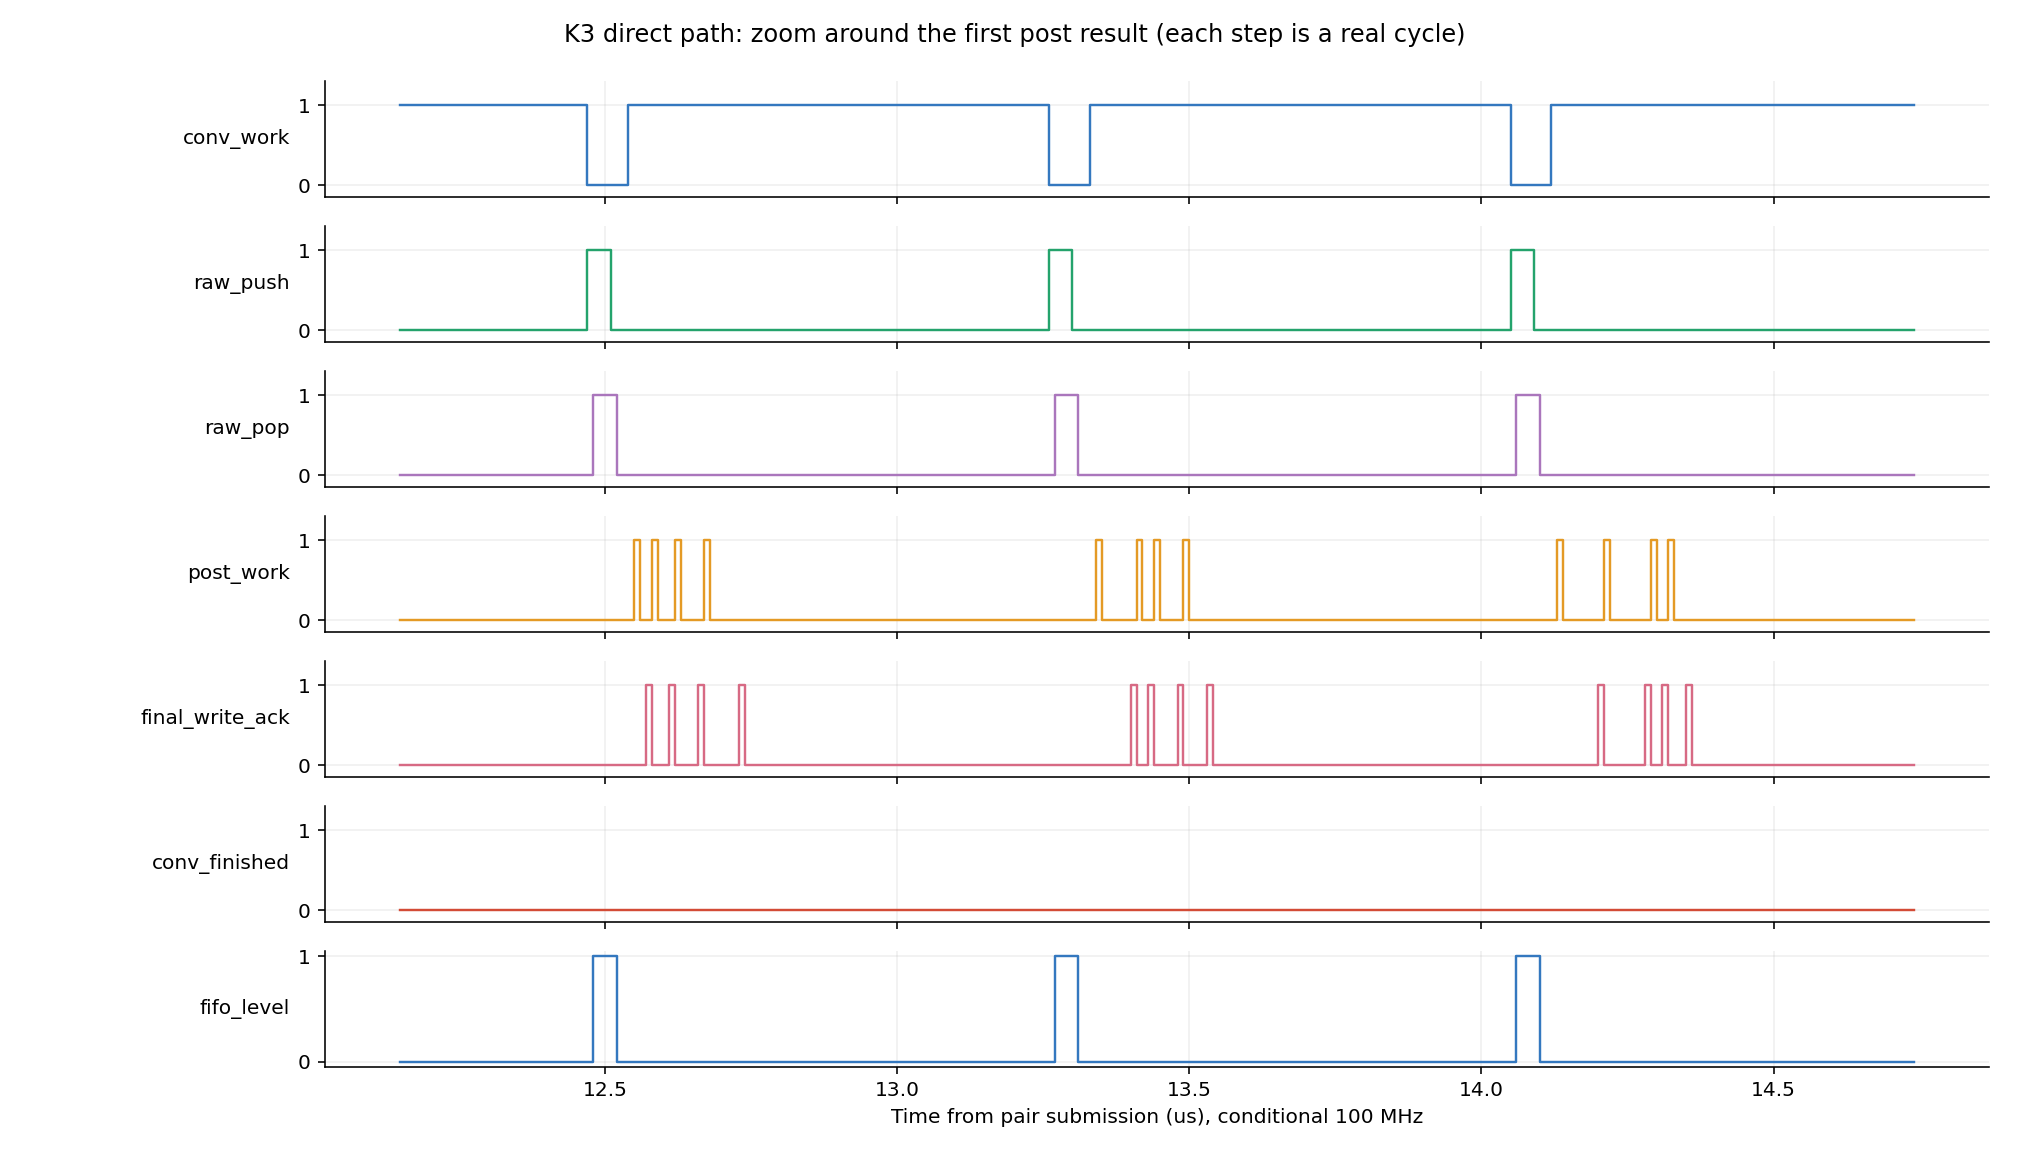 K3 direct path: zoom around the first post result (each step is a real cycle)
conv_work
1
0
raw_push
1
0
raw_pop
1
0
post_work
1
0
final_write_ack
1
0
conv_finished
1
0
fifo_level
1
0
12.5 13.0 13.5 14.0 14.5
Time from pair submission (us), conditional 100 MHz